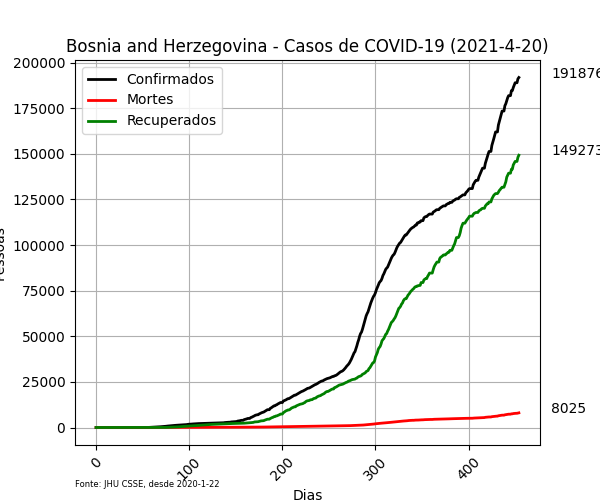 Bosnia and Herzegovina - Casos de COVID-19 (2021-4-20)
Confirmados
Mortes
Recuperados
200000
175000
150000
125000
100000
75000
50000
25000
0
191876
149273
8025
0
100
200
300
400
Dias
Fonte: JHU CSSE, desde 2020-1-22